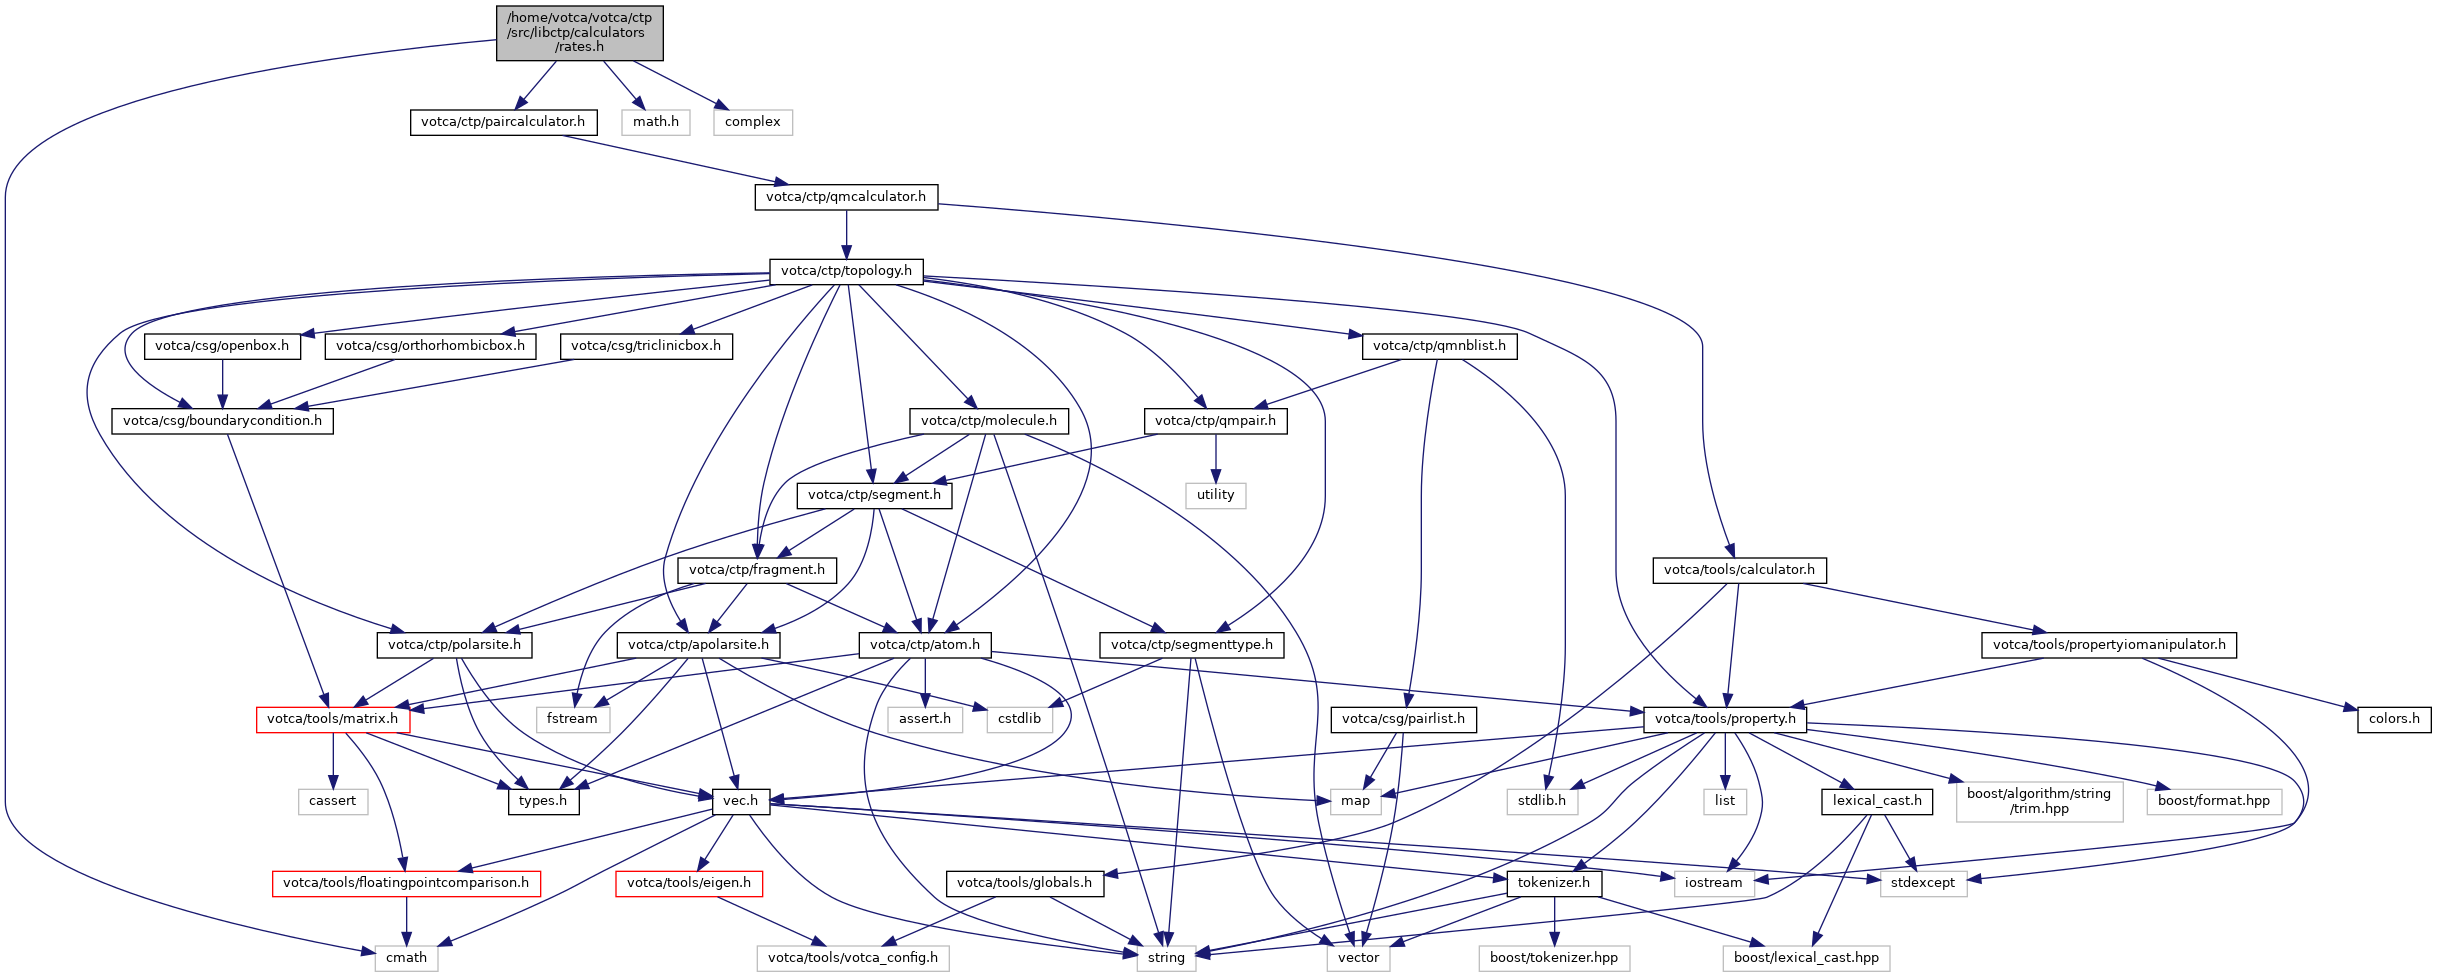 /home/votca/votca/ctp
/src/libctp/calculators
/rates.h
votca/ctp/paircalculator.h
math.h
complex
votca/ctp/qmcalculator.h
votca/ctp/topology.h
votca/csg/openbox.h
votca/csg/orthorhombicbox.h
votca/csg/triclinicbox.h
votca/ctp/qmnblist.h
votca/csg/boundarycondition.h
votca/ctp/molecule.h
votca/ctp/qmpair.h
votca/ctp/segment.h
utility
votca/ctp/fragment.h
votca/tools/calculator.h
votca/ctp/polarsite.h
votca/ctp/apolarsite.h
votca/ctp/atom.h
votca/ctp/segmenttype.h
votca/tools/propertyiomanipulator.h
votca/tools/matrix.h
fstream
assert.h
cstdlib
votca/csg/pairlist.h
votca/tools/property.h
colors.h
cassert
types.h
vec.h
map
stdlib.h
list
lexical_cast.h
boost/algorithm/string
/trim.hpp
boost/format.hpp
votca/tools/floatingpointcomparison.h
votca/tools/eigen.h
votca/tools/globals.h
tokenizer.h
iostream
stdexcept
cmath
votca/tools/votca_config.h
string
vector
boost/tokenizer.hpp
boost/lexical_cast.hpp